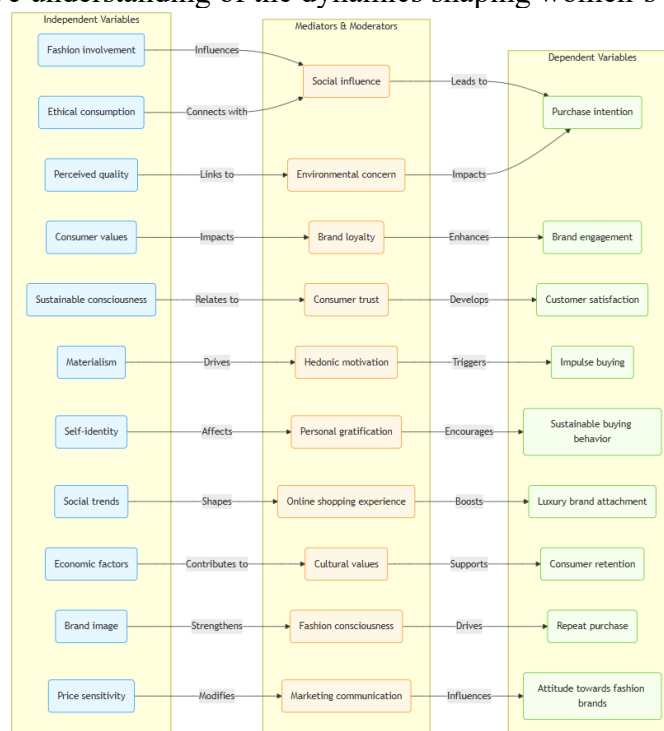 e understanding of the dynamics shaping women's
Independent Variables
Mediators & Moderators
Dependent Variables
Fashion involvement
Influences
Social influence
Leads to
Ethical consumption
Connects with
Purchase intention
Perceived quality
Links to
Environmental concern
Impacts
Consumer values
Impacts
Brand loyalty
Enhances
Brand engagement
Sustainable consciousness
Relates to
Consumer trust
Develops
Customer satisfaction
Materialism
Drives
Hedonic motivation
Triggers
Impulse buying
Self-identity
Affects
Personal gratification
Encourages
Sustainable buying
behavior
Social trends
Shapes
Online shopping experience
Boosts
Luxury brand attachment
Economic factors
Contributes to
Cultural values
Supports
Consumer retention
Brand image
Strengthens
Fashion consciousness
Drives
Repeat purchase
Price sensitivity
Modifies
Marketing communication
Influences
Attitude towards fashion
brands